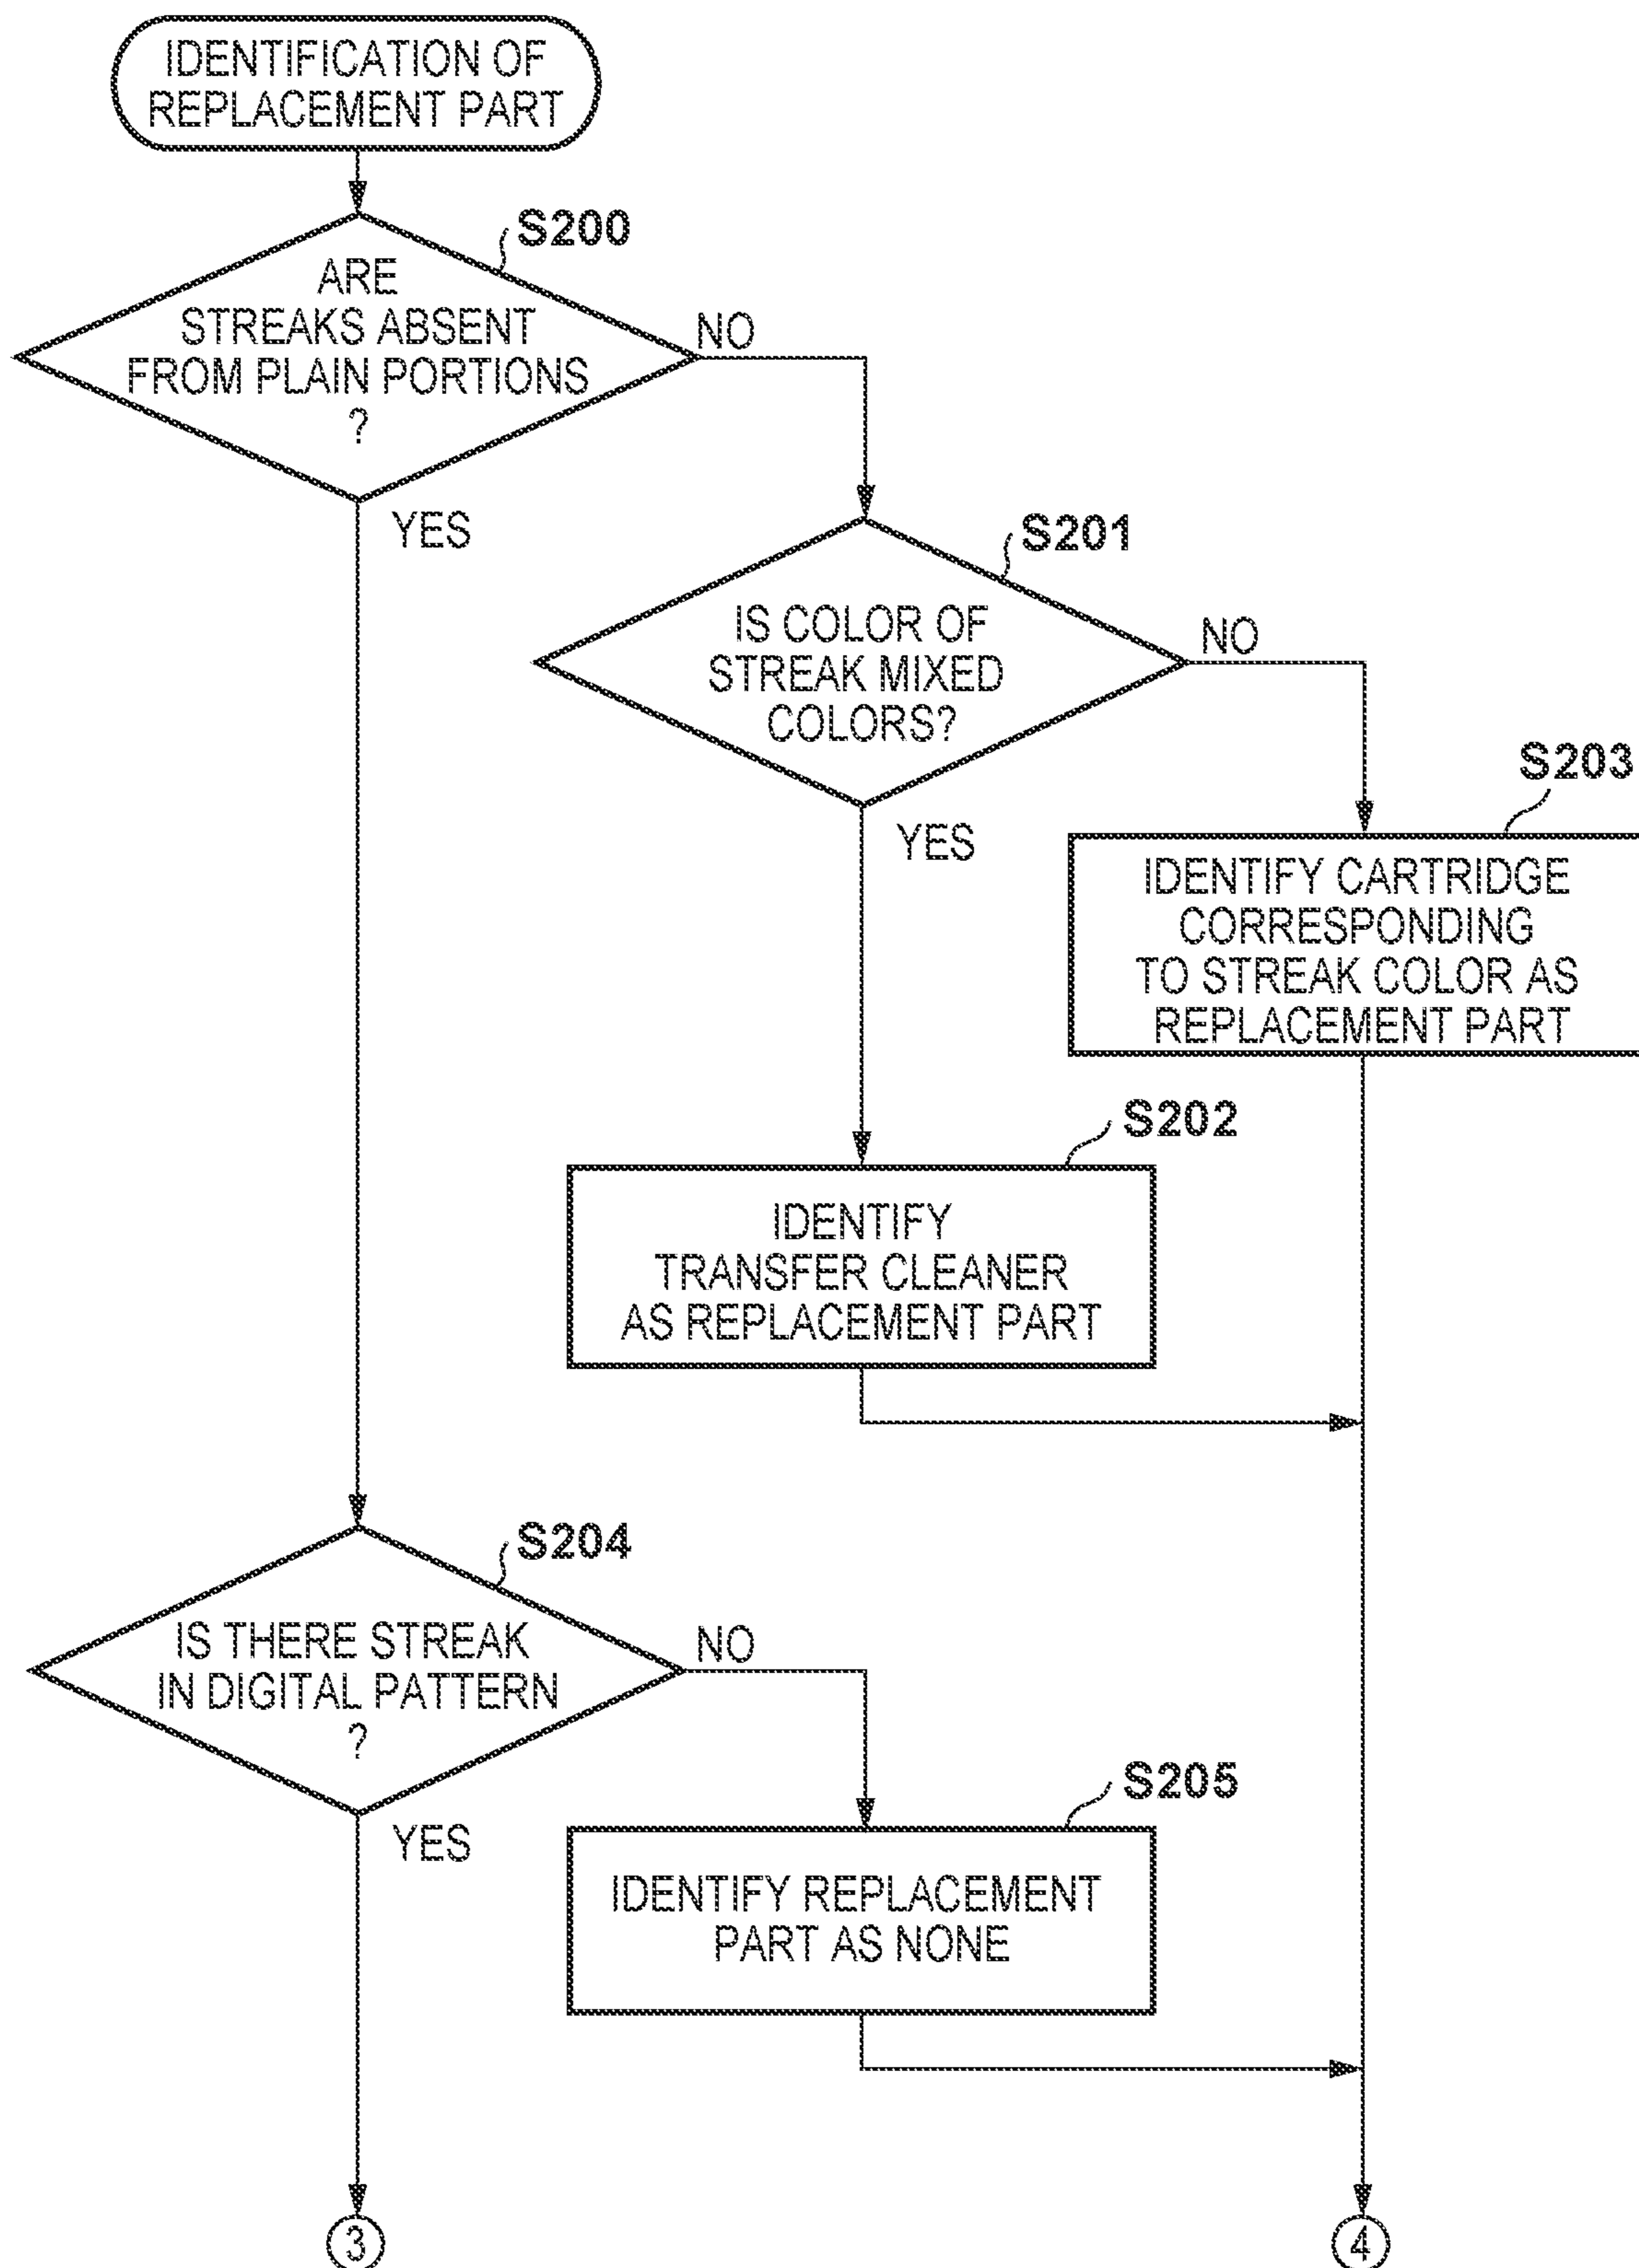 IDENTIFICATION OF
REPLACEMENT PART
S200
ARE
STREAKS ABSENT
FROM PLAIN PORTIONS
?
NO
YES
S201
IS COLOR OF
STREAK MIXED
COLORS?
NO
YES
S203
IDENTIFY CARTRIDGE
CORRESPONDING
TO STREAK COLOR AS
REPLACEMENT PART
S202
IDENTIFY
TRANSFER CLEANER
AS REPLACEMENT PART
S204
IS THERE STREAK
IN DIGITAL PATTERN
?
NO
YES
S205
IDENTIFY REPLACEMENT
PART AS NONE
3
4